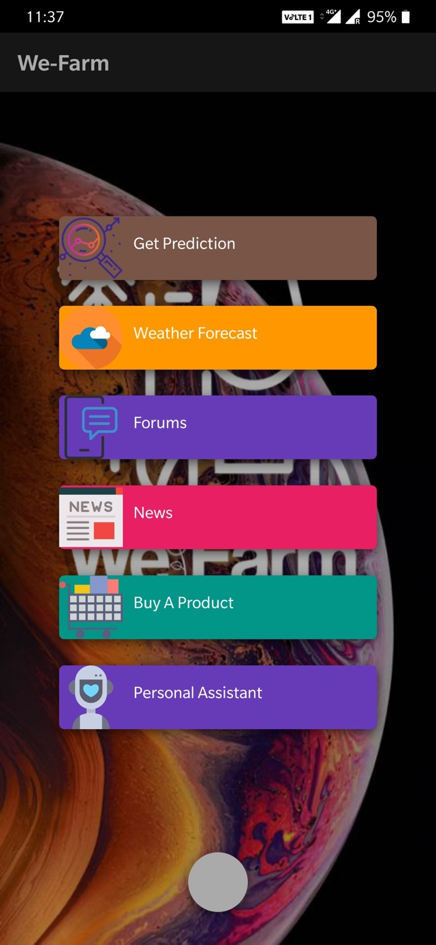 11:37
VoLTE 1
4G+
R
95%
We-Farm
Get Prediction
Weather Forecast
Forums
NEWS
News
We Farm
Buy A Product
Personal Assistant